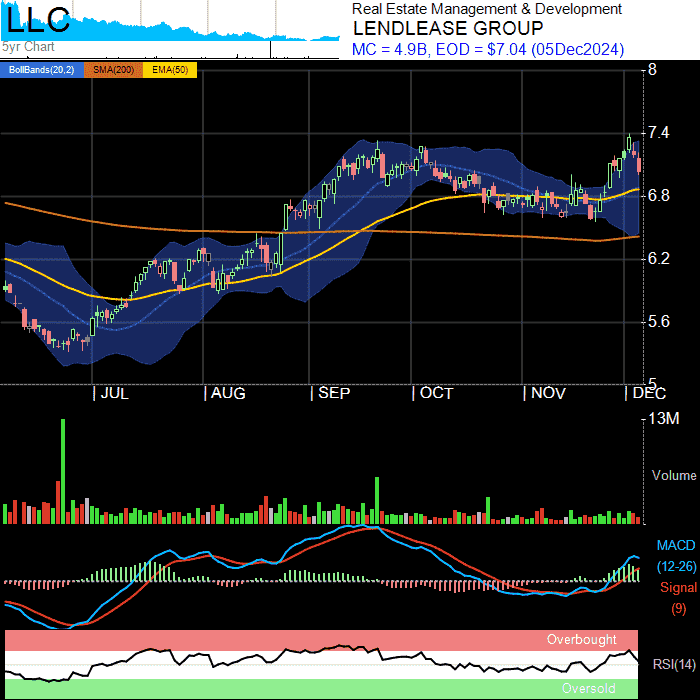 LLC
5yr Chart
Real Estate Management & Development
LENDLEASE GROUP
MC = 4.9B, EOD = $7.04 (05Dec2024)
BollBands(20,2) SMA(200) EMA(50)
8
7.4
6.8
6.2
5.6
5
| JUL | AUG | SEP | OCT | NOV | DEC
13M
Volume
MACD
(12-26)
Signal
(9)
Overbought
RSI(14)
Oversold